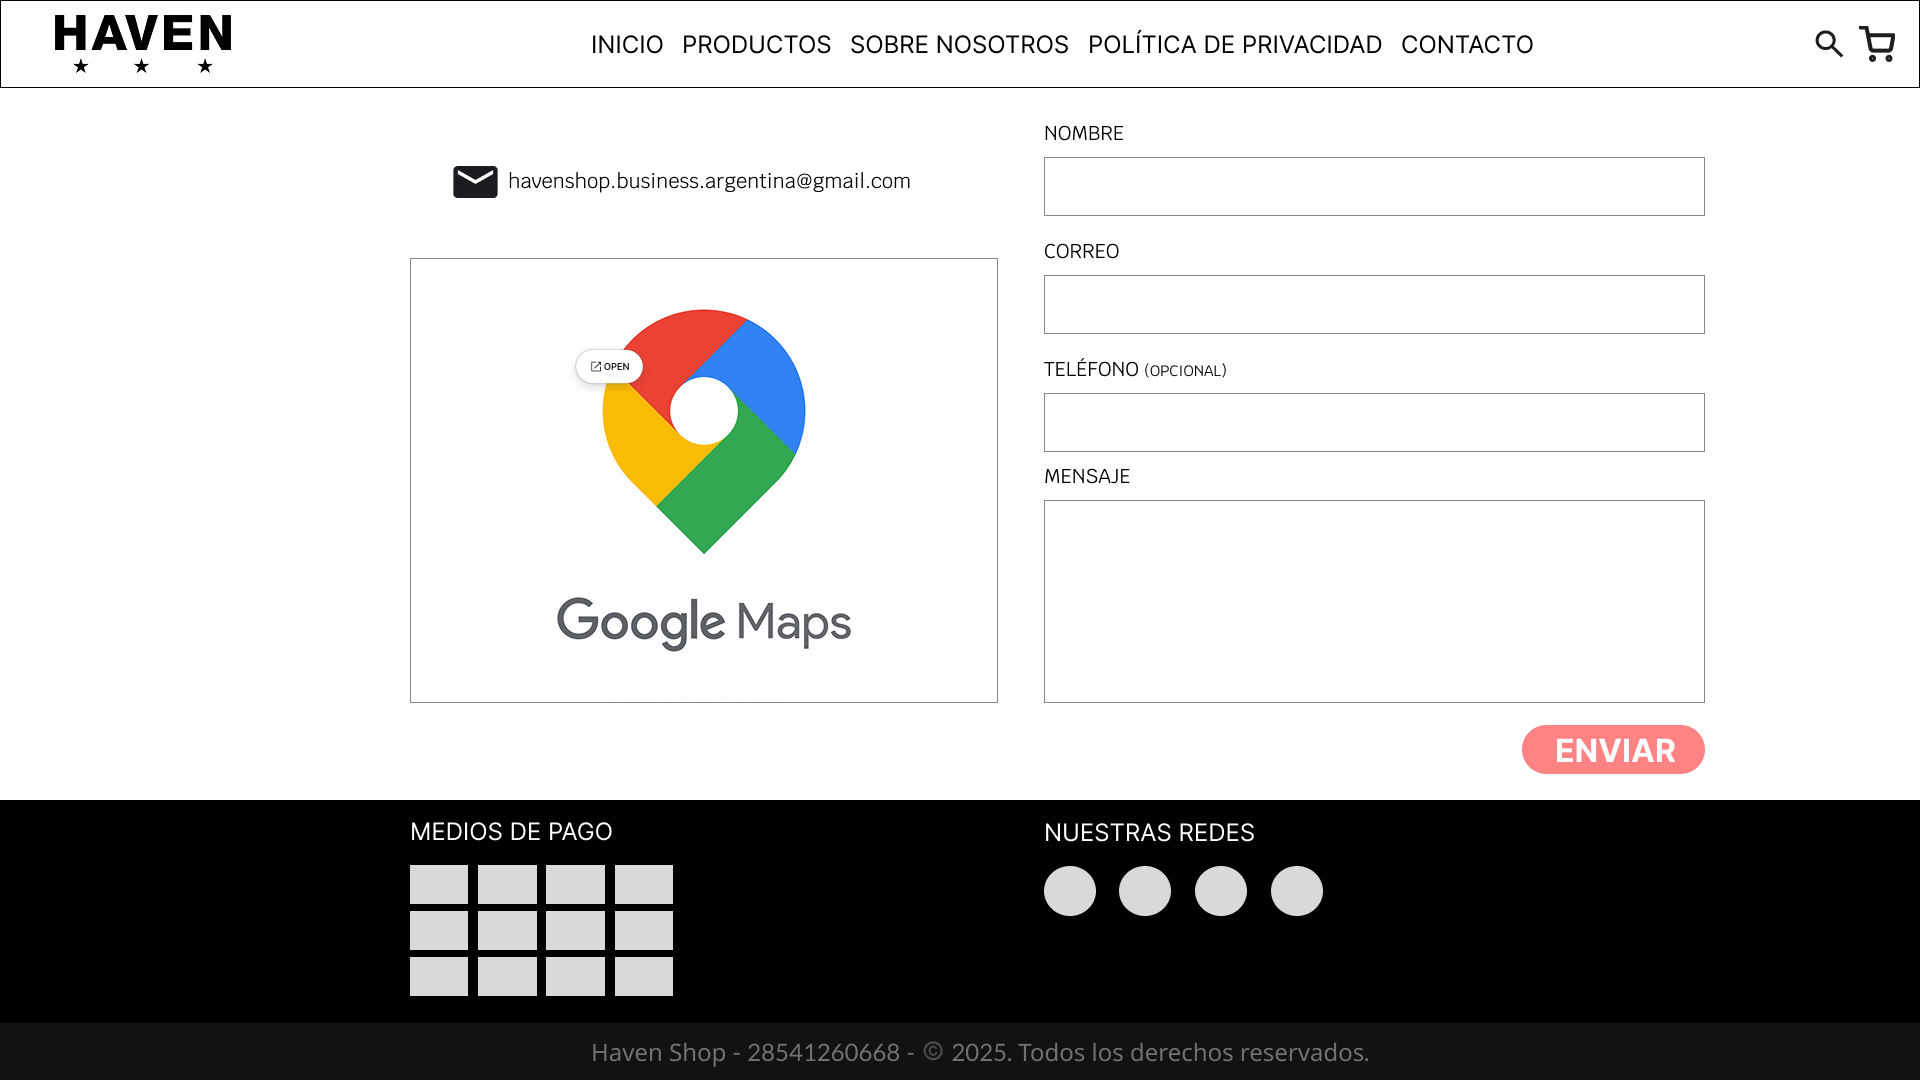 HAVEN
INICIO PRODUCTOS SOBRE NOSOTROS POLÍTICA DE PRIVACIDAD CONTACTO
havenshop.business.argentina@gmail.com
OPEN
Google Maps
NOMBRE
CORREO
TELÉFONO (OPCIONAL)
MENSAJE
ENVIAR
MEDIOS DE PAGO
NUESTRAS REDES
Haven Shop - 28541260668 - © 2025. Todos los derechos reservados.